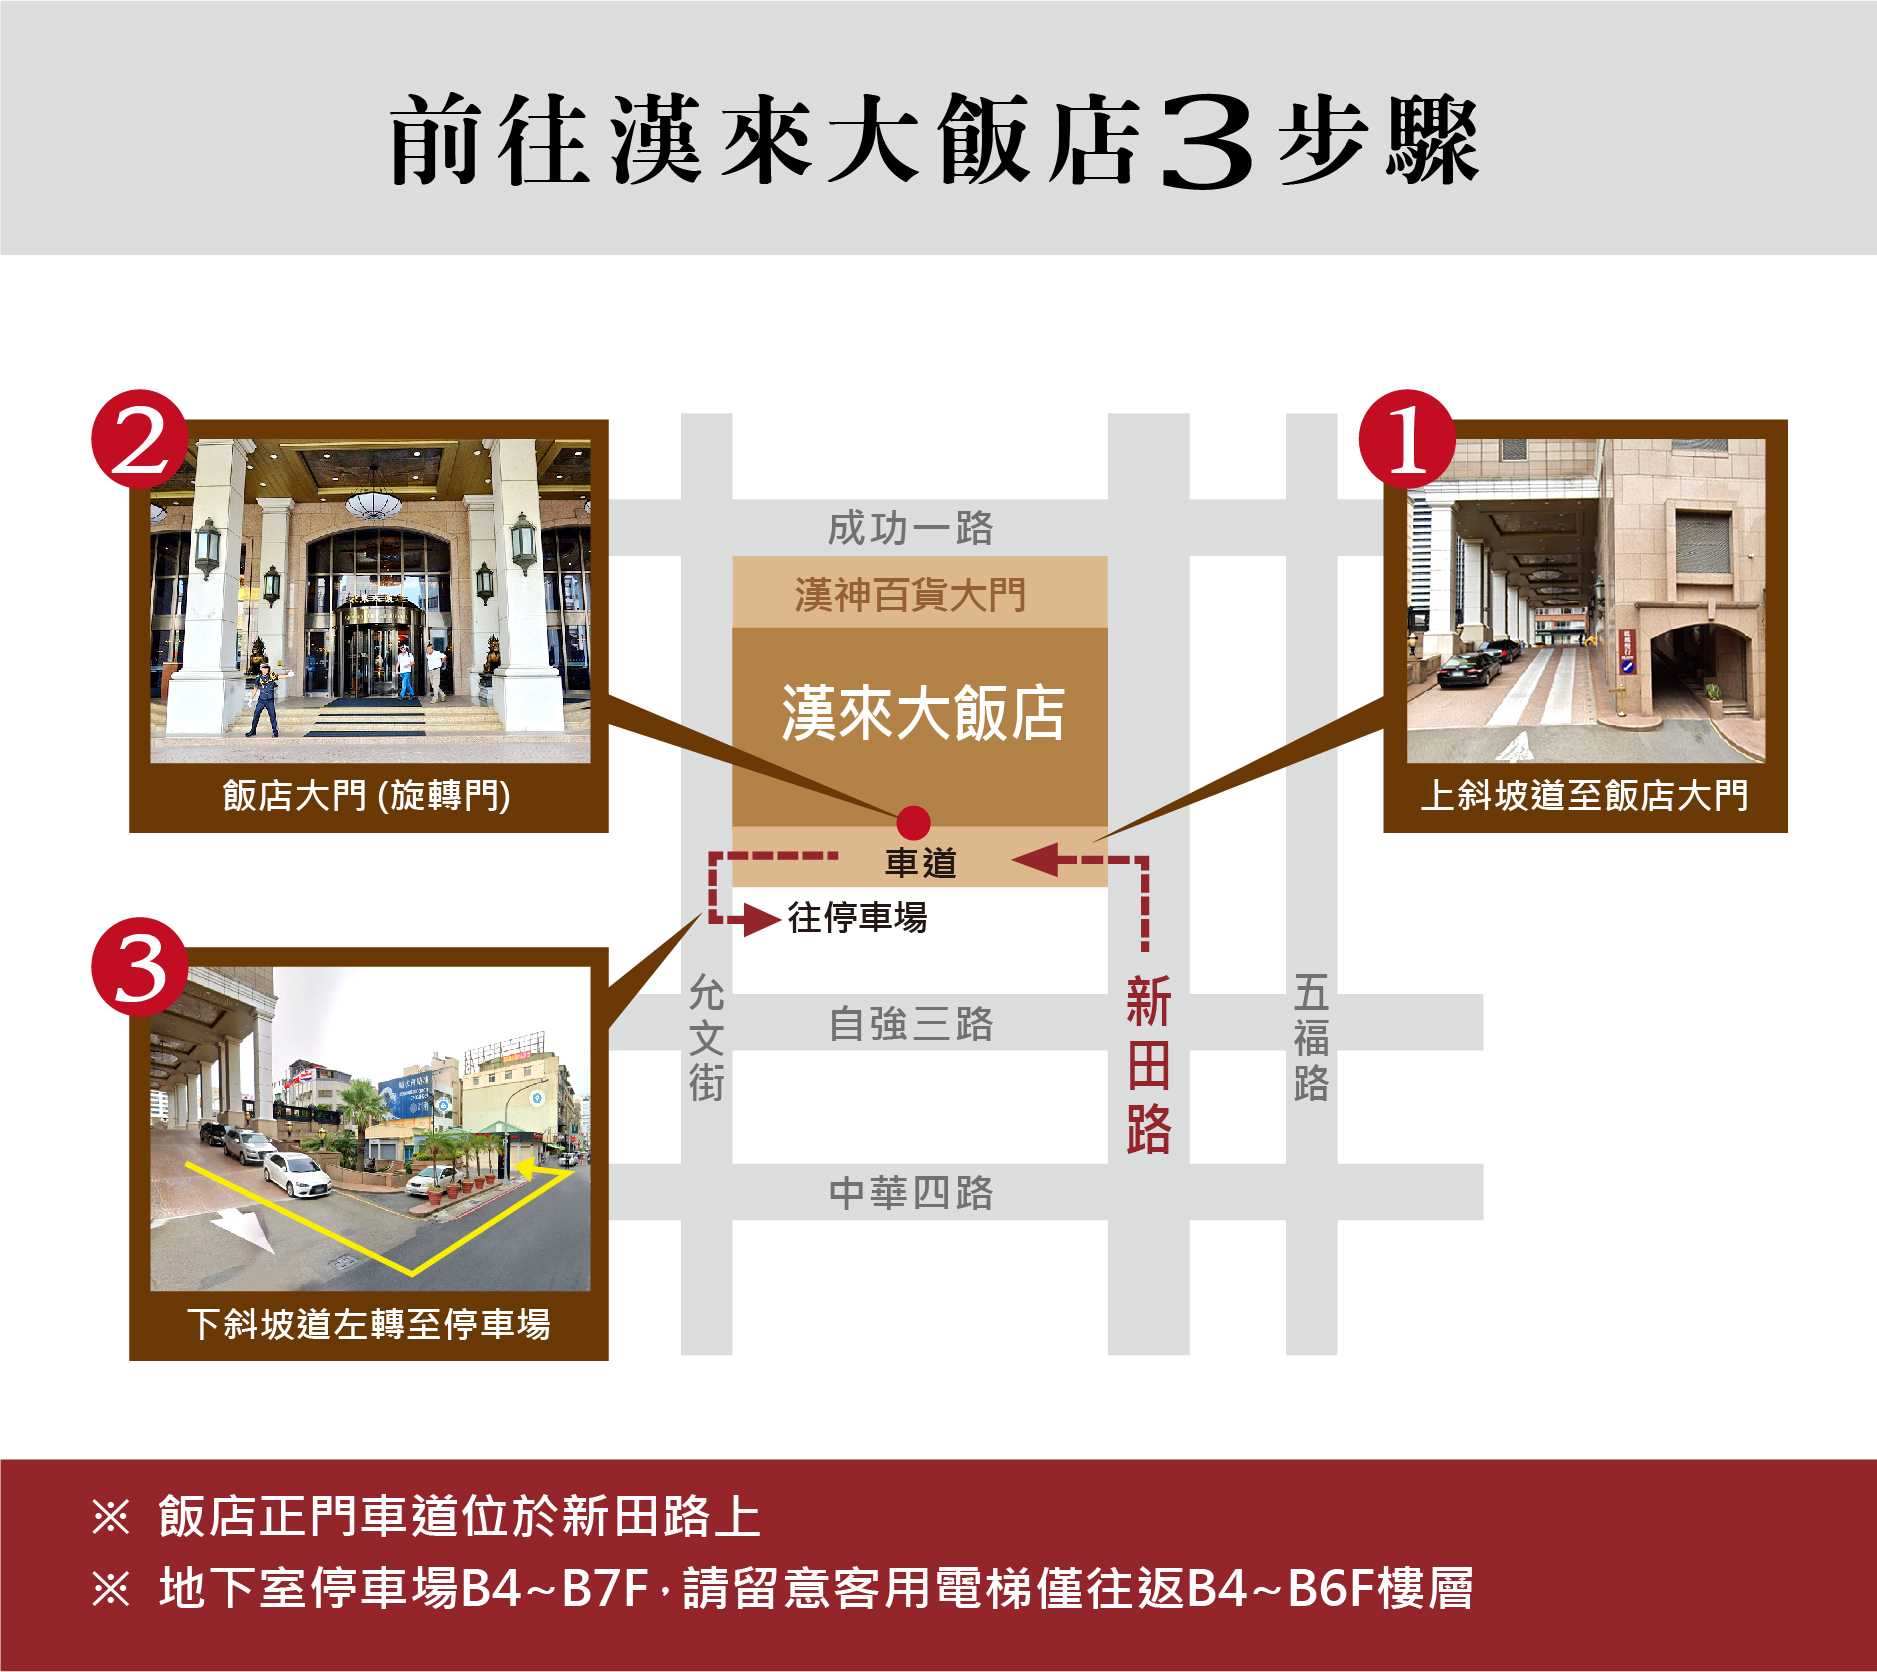 前往漢來大飯店3步驟
2
飯店大門 (旋轉門)
1
上斜坡道至飯店大門
成功一路
漢神百貨大門
漢來大飯店
車道
往停車場
3
下斜坡道左轉至停車場
允文街
自強三路
新田路
五福路
中華四路
※ 飯店正門車道位於新田路上
※ 地下室停車場B4~B7F，請留意客用電梯僅往返B4~B6F樓層